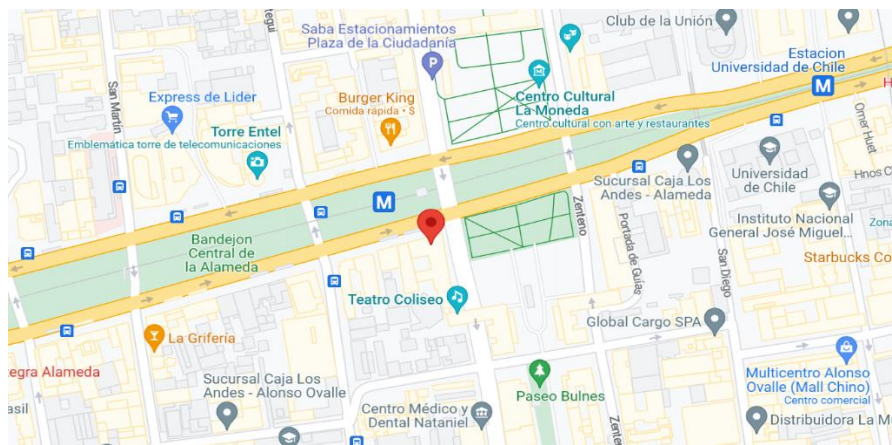 Saba Estacionamientos
Plaza de la Ciudadanía
P
Club de la Unión
Estacion
Universidad de Chile
M
San Martín
Express de Lider
Burger King
Comida rápida • $
Centro Cultural
La Moneda
Centro cultural con arte y restaurantes
Torre Entel
Emblemática torre de telecomunicaciones
Omer Huet
Hnos C
Universidad
de Chile
Sucursal Caja Los
Andes - Alameda
M
Zenteno
Portada de Guías
San Diego
Instituto Nacional
General José Miguel...
Zona
Bandejon
Central de
la Alameda
Starbucks Co
Teatro Coliseo
Global Cargo SPA
La Grifería
egra Alameda
Sucursal Caja Los
Andes - Alonso Ovalle
Paseo Bulnes
Multicentro Alonso
Ovalle (Mall Chino)
Centro comercial
Centro Médico y
Dental Nataniel
Zenteno
Distribuidora La M
asil